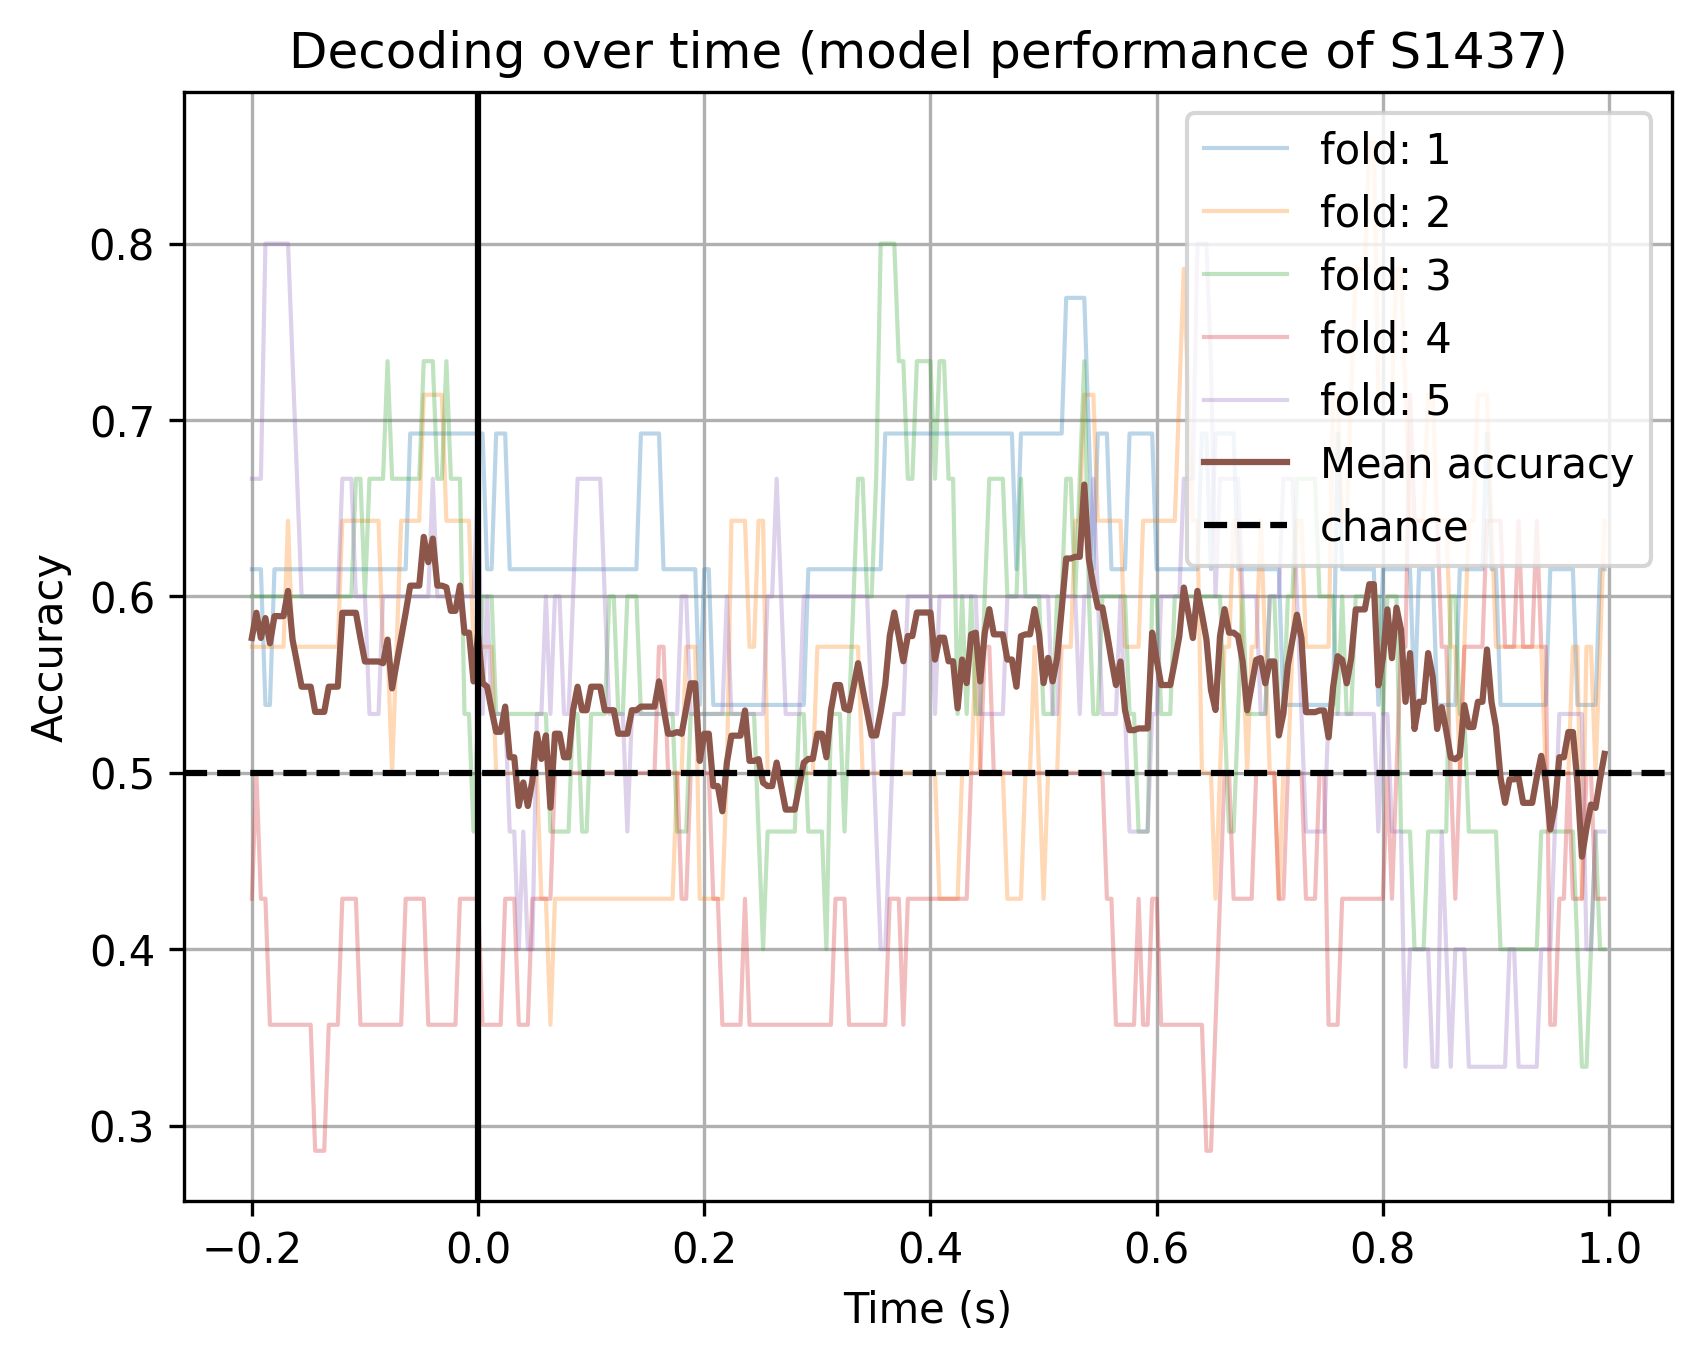 Decoding over time (model performance of S1437)
fold: 1
fold: 2
fold: 3
fold: 4
fold: 5
Mean accuracy
chance
Accuracy
0.8
0.7
0.6
0.5
0.4
0.3
−0.2 0.0 0.2 0.4 0.6 0.8 1.0
Time (s)